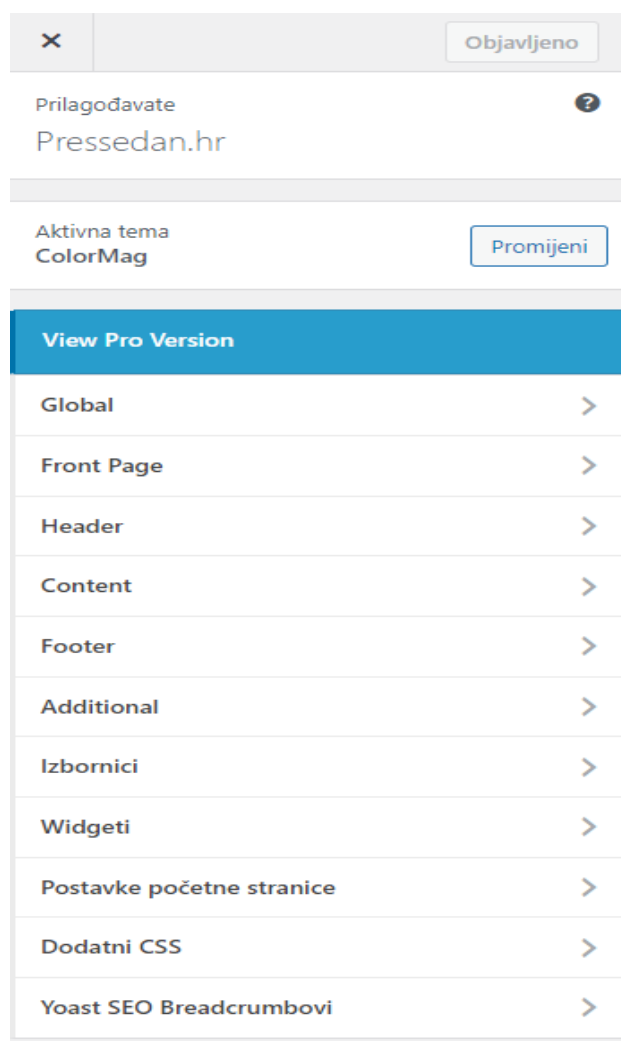 Objavljeno
Prilagođavate
Pressedan.hr
Aktivna tema
ColorMag
Promijeni
View Pro Version
Global
Front Page
Header
Content
Footer
Additional
Izbornici
Widgeti
Postavke početne stranice
Dodatni CSS
Yoast SEO Breadcrumbovi